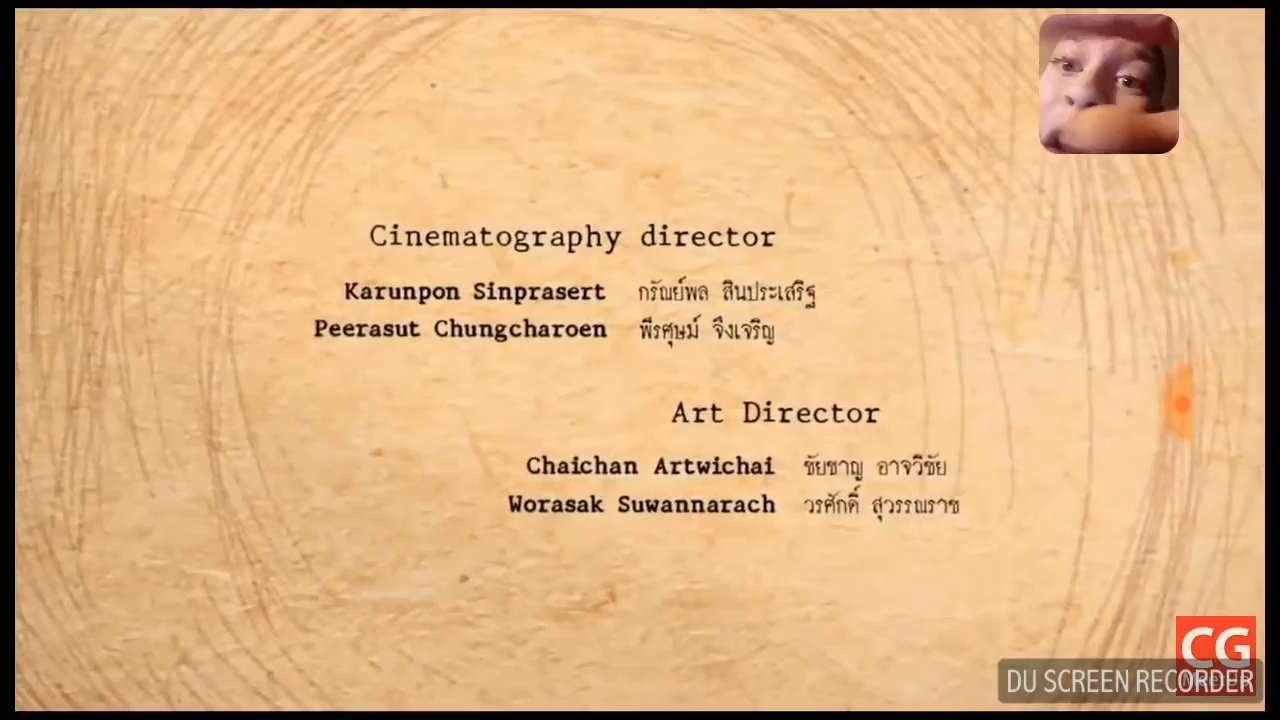 Cinematography director
Karunpon Sinprasert กรัณย์พล สินประเสริฐ
Peerasut Chungcharoen พีรศุษม์ จึงเจริญ
Art Director
Chaichan Artwichai ชัยชาญ อาจวิชัย
Worasak Suwannarach วรศักดิ์ สุวรรณราช
CG
DU SCREEN RECORDER